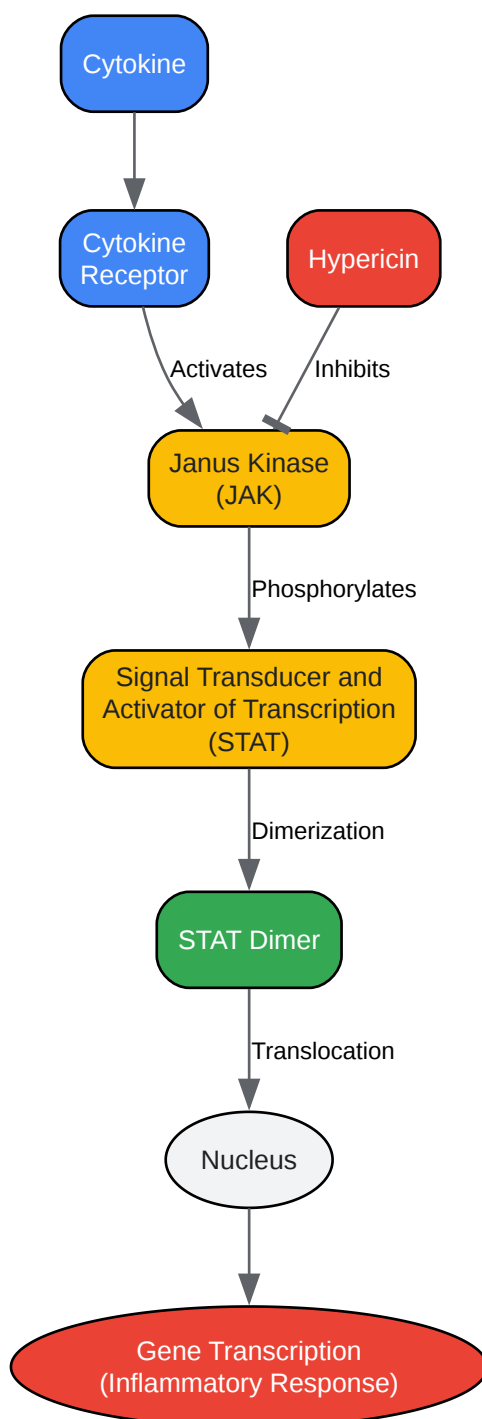 Cytokine
Cytokine
Receptor
Hypericin
Activates
Inhibits
Janus Kinase
(JAK)
Phosphorylates
Signal Transducer and
Activator of Transcription
(STAT)
Dimerization
STAT Dimer
Translocation
Nucleus
Gene Transcription
(Inflammatory Response)